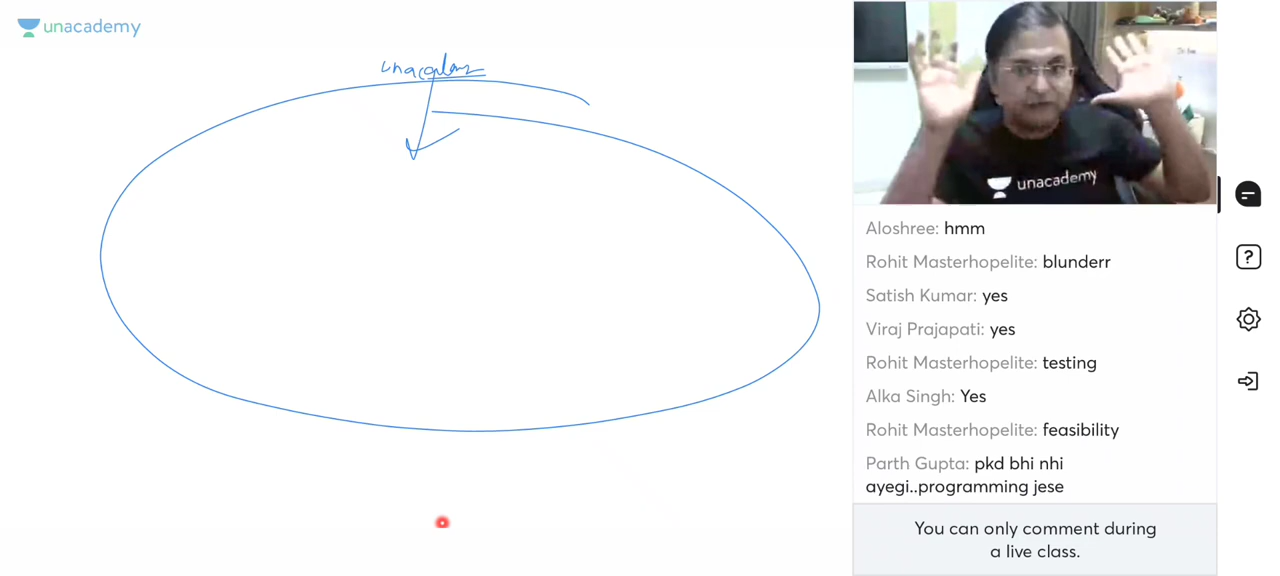 unacademy
unacademy
unacademy
Aloshree: hmm
Rohit Masterhopelite: blunderr
Satish Kumar: yes
Viraj Prajapati: yes
Rohit Masterhopelite: testing
Alka Singh: Yes
Rohit Masterhopelite: feasibility
Parth Gupta: pkd bhi nhi
ayegi..programming jese
You can only comment during
a live class.